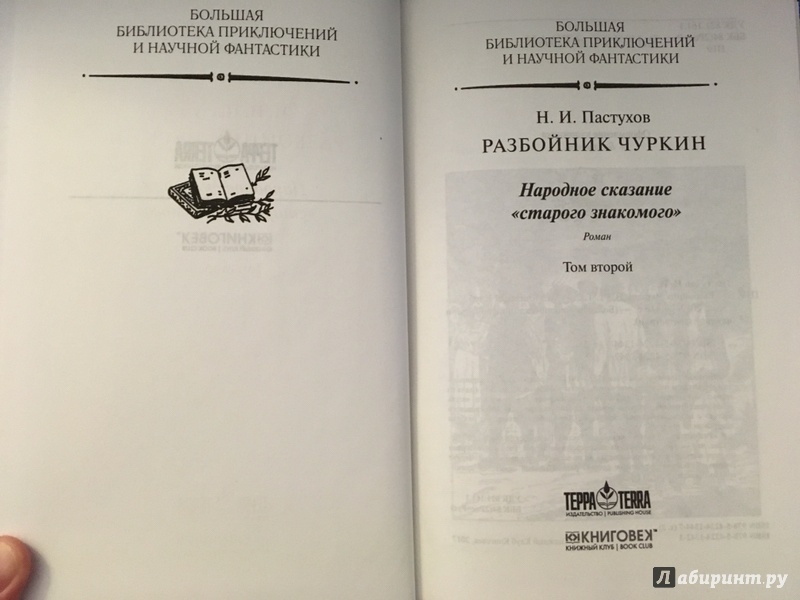 БОЛЬШАЯ
БИБЛИОТЕКА ПРИКЛЮЧЕНИЙ
И НАУЧНОЙ ФАНТАСТИКИ
БОЛЬШАЯ
БИБЛИОТЕКА ПРИКЛЮЧЕНИЙ
И НАУЧНОЙ ФАНТАСТИКИ
Н. И. Пастухов
РАЗБОЙНИК ЧУРКИН
Народное сказание
«старого знакомого»
Роман
Том второй
ТЕРРА TERRA
ИЗДАТЕЛЬСТВО | PUBLISHING HOUSE
КНИГОВЕК™
КНИЖНЫЙ КЛУБ | BOOK CLUB
Лабиринт.ру